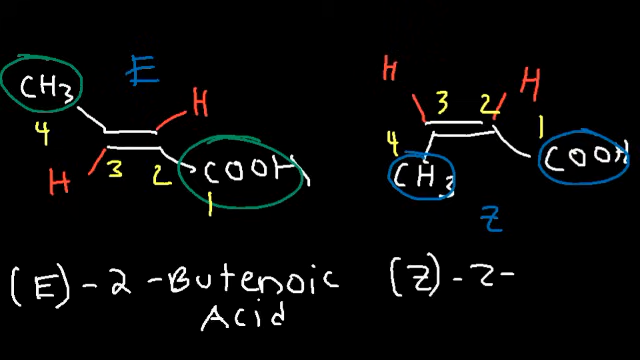 E
CH3
H
H
4
3
2
COOH
1
(E)-2-Butenoic
Acid
H
H
3
2
1
4
CH3
COOH
Z
(Z)-2-